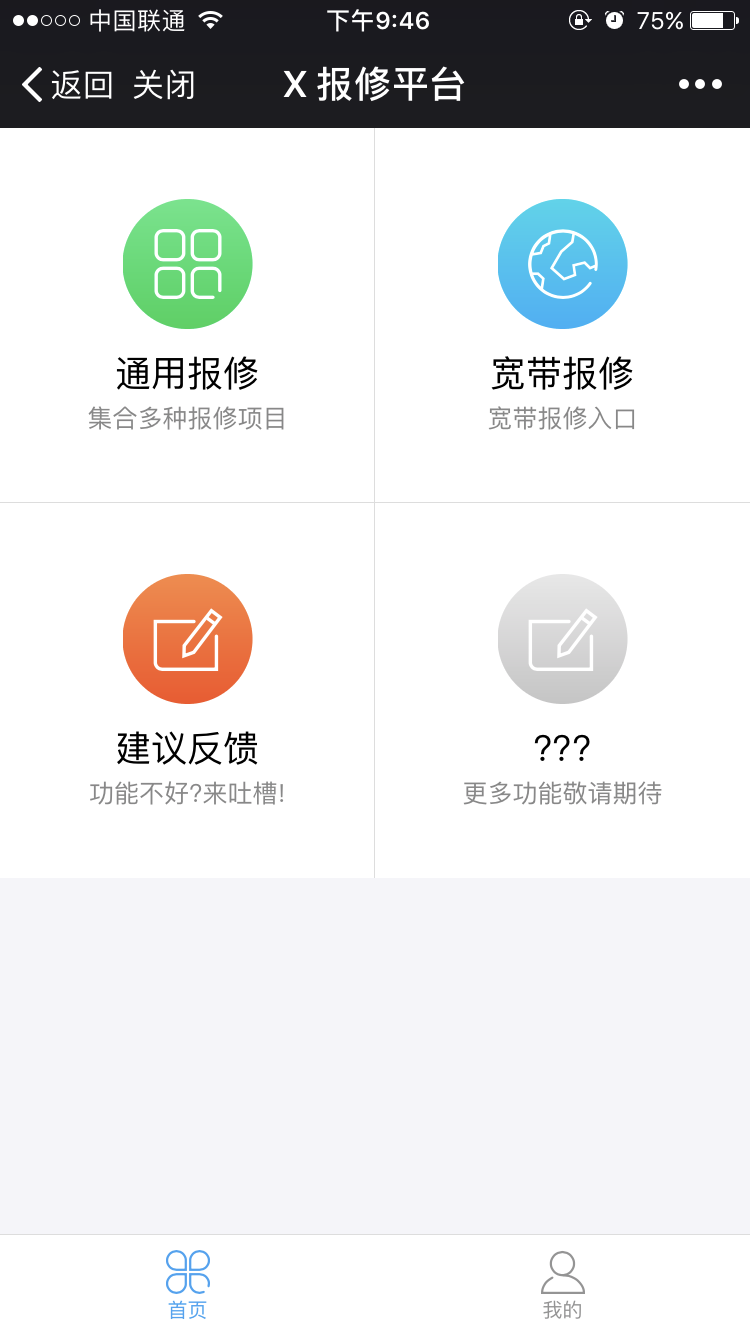 中国联通 下午9:46 75%
返回 关闭 X 报修平台
通用报修 宽带报修
集合多种报修项目 宽带报修入口
建议反馈 ???
功能不好?来吐槽! 更多功能敬请期待
首页 我的